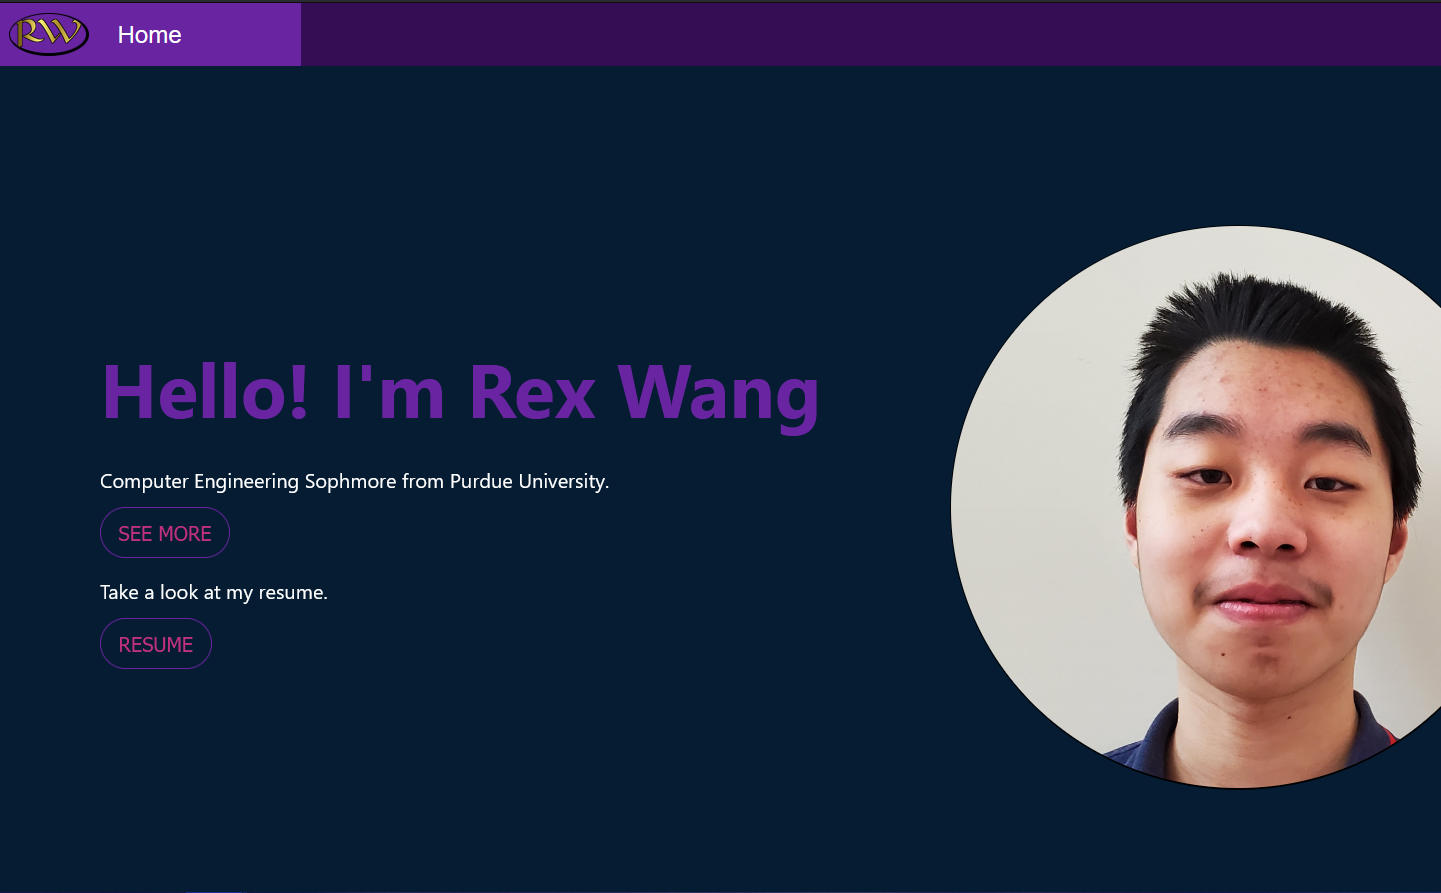 RW Home
Hello! I'm Rex Wang
Computer Engineering Sophmore from Purdue University.
SEE MORE
Take a look at my resume.
RESUME